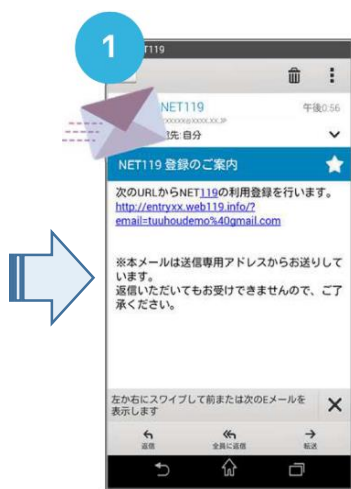 1
T119
NET119
午後0:56
xxxxxx@xxxx.xx.JP
宛先: 自分
NET119 登録のご案内
次のURLからNET119の利用登録を行います。
http://entryxx.web119.info/?
email=tuuhoudemo%40gmail.com
※本メールは送信専用アドレスからお送りして
います。
返信いただいてもお受けできませんので、ご了
承ください。
左か右にスワイプして前または次のEメールを
表示します
返信
全員に返信
転送